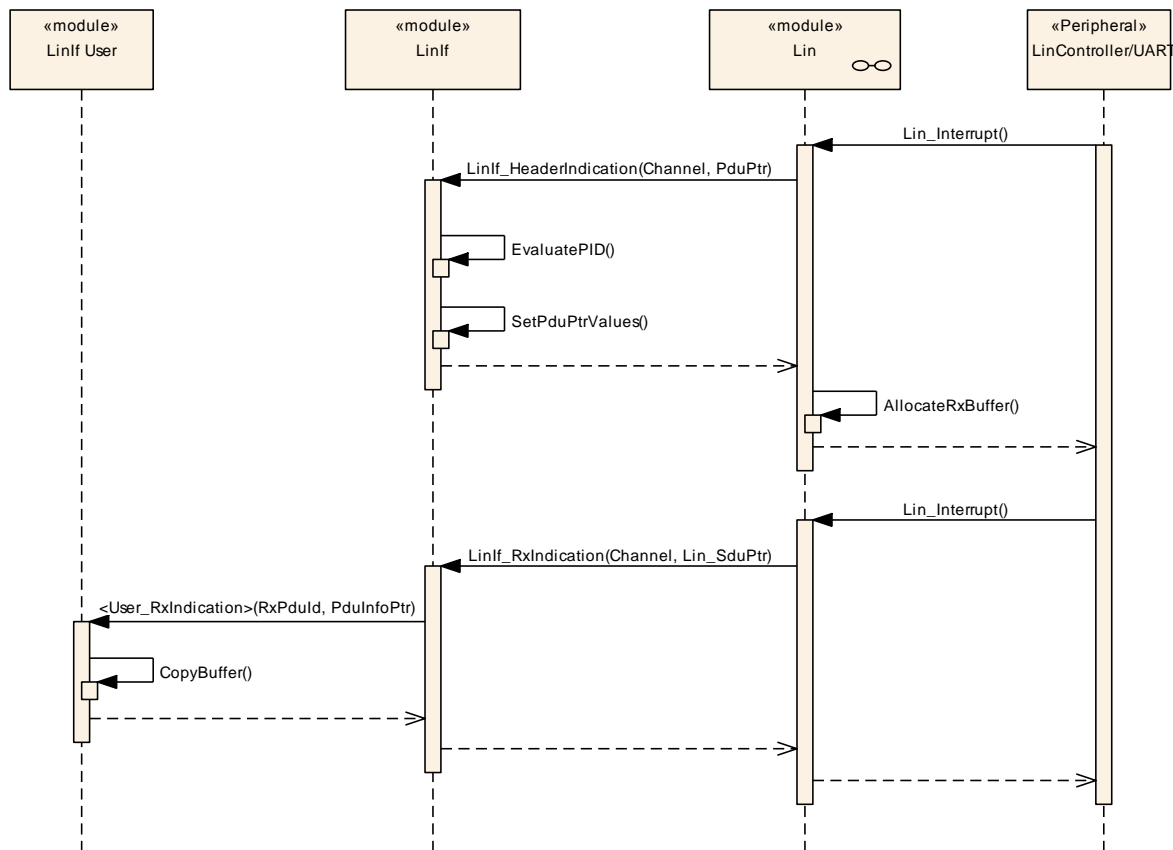 «module»
LinIf User
«module»
LinIf
«module»
Lin
«Peripheral»
LinController/UART
Lin_Interrupt()
LinIf_HeaderIndication(Channel, PduPtr)
EvaluatePID()
SetPduPtrValues()
AllocateRxBuffer()
Lin_Interrupt()
LinIf_RxIndication(Channel, Lin_SduPtr)
<User_RxIndication>(RxPduId, PduInfoPtr)
CopyBuffer()